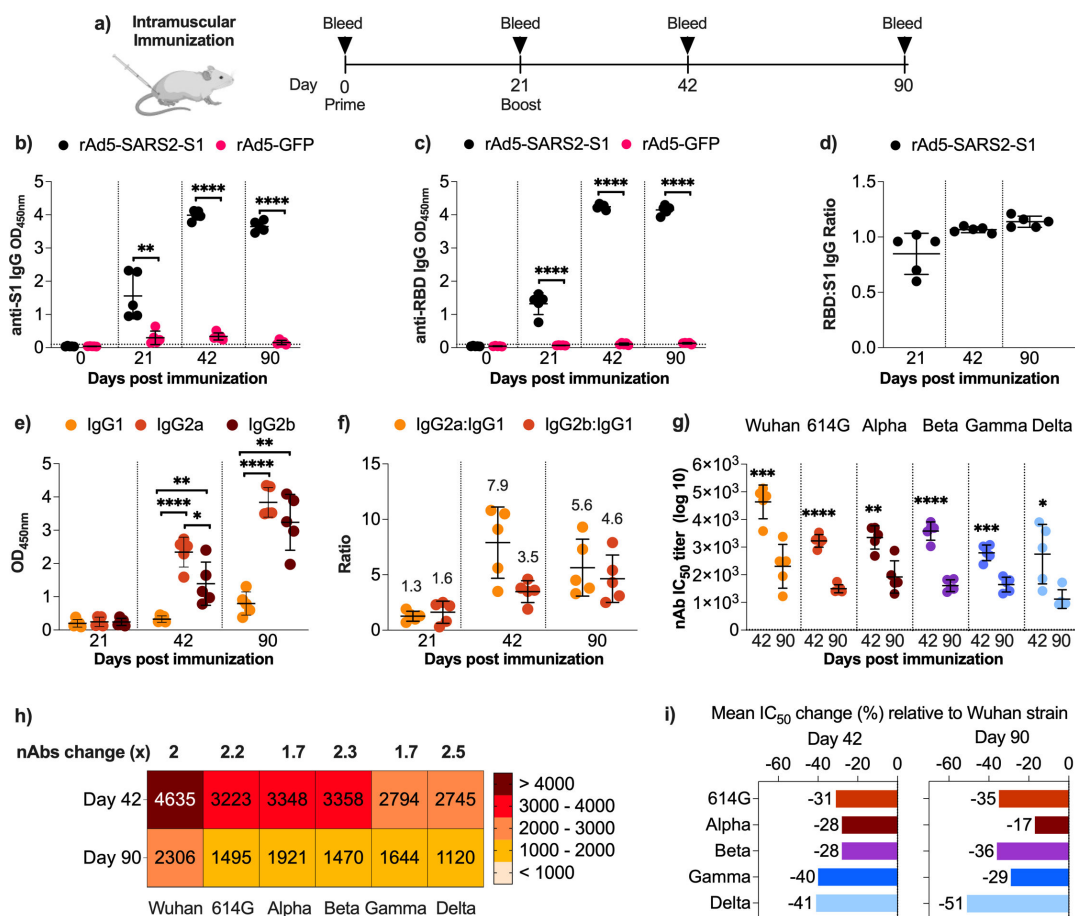 a)
Intramuscular
Immunization
Bleed Bleed Bleed Bleed
Day 0 21 42 90
Prime Boost
b)
rAd5-SARS2-S1 rAd5-GFP
anti-S1 IgG OD450nm
5
4
3
2
1
0
** **** ****
0 21 42 90
Days post immunization
c)
rAd5-SARS2-S1 rAd5-GFP
anti-RBD IgG OD450nm
5
4
3
2
1
0
**** **** ****
0 21 42 90
Days post immunization
d)
rAd5-SARS2-S1
RBD:S1 IgG Ratio
1.5
1.0
0.5
0.0
21 42 90
Days post immunization
e)
IgG1 IgG2a IgG2b
OD450nm
5
4
3
2
1
0
**
**** *
**
****
21 42 90
Days post immunization
f)
IgG2a:IgG1 IgG2b:IgG1
Ratio
15
10
5
0
1.3 1.6 7.9 3.5 5.6 4.6
21 42 90
Days post immunization
g)
Wuhan 614G Alpha Beta Gamma Delta
nAb IC50 titer (log 10)
6×10³
5×10³
4×10³
3×10³
2×10³
1×10³
0
*** **** ** **** *** *
42 90 42 90 42 90 42 90 42 90 42 90
Days post immunization
h)
nAbs change (x) 2 2.2 1.7 2.3 1.7 2.5
Day 42 4635 3223 3348 3358 2794 2745
Day 90 2306 1495 1921 1470 1644 1120
Wuhan 614G Alpha Beta Gamma Delta
> 4000
3000 - 4000
2000 - 3000
1000 - 2000
< 1000
i)
Mean IC50 change (%) relative to Wuhan strain
Day 42 Day 90
-60 -40 -20 0 -60 -40 -20 0
614G -31 -35
Alpha -28 -17
Beta -28 -36
Gamma -40 -29
Delta -41 -51